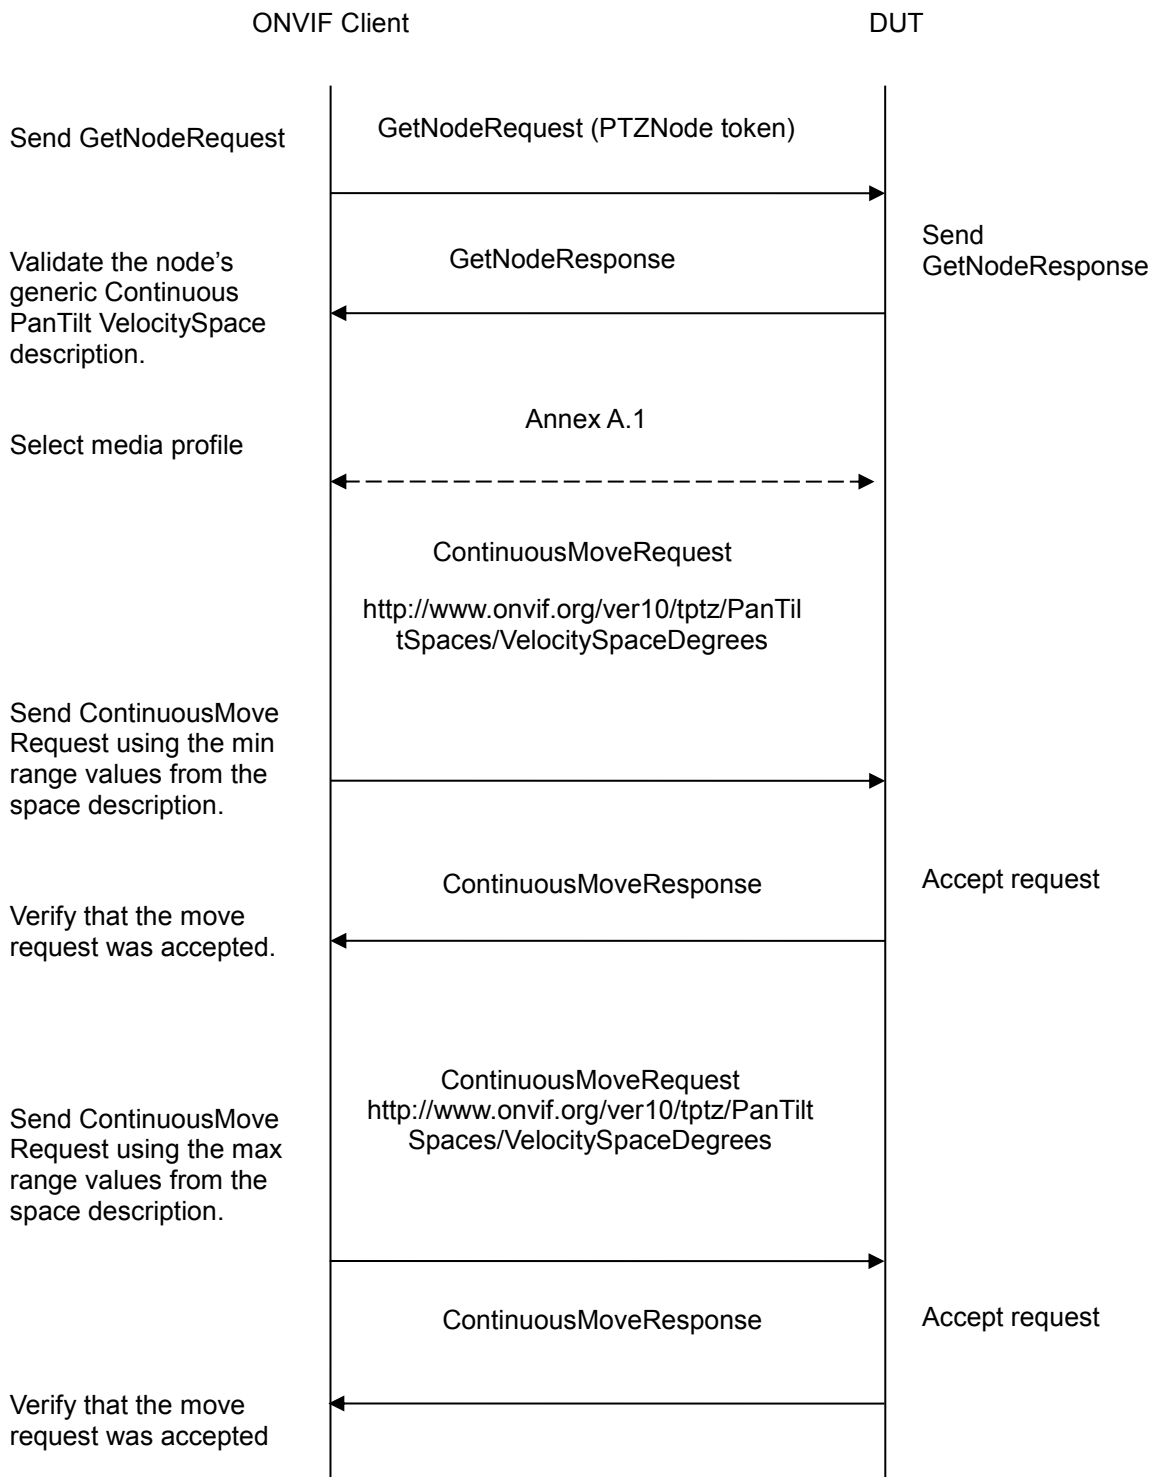 ONVIF Client
DUT
Send GetNodeRequest
GetNodeRequest (PTZNode token)
Send
GetNodeResponse
Validate the node’s
generic Continuous
PanTilt VelocitySpace
description.
GetNodeResponse
Select media profile
Annex A.1
ContinuousMoveRequest
http://www.onvif.org/ver10/tptz/PanTil
tSpaces/VelocitySpaceDegrees
Send ContinuousMove
Request using the min
range values from the
space description.
ContinuousMoveResponse
Accept request
Verify that the move
request was accepted.
ContinuousMoveRequest
http://www.onvif.org/ver10/tptz/PanTilt
Spaces/VelocitySpaceDegrees
Send ContinuousMove
Request using the max
range values from the
space description.
ContinuousMoveResponse
Accept request
Verify that the move
request was accepted